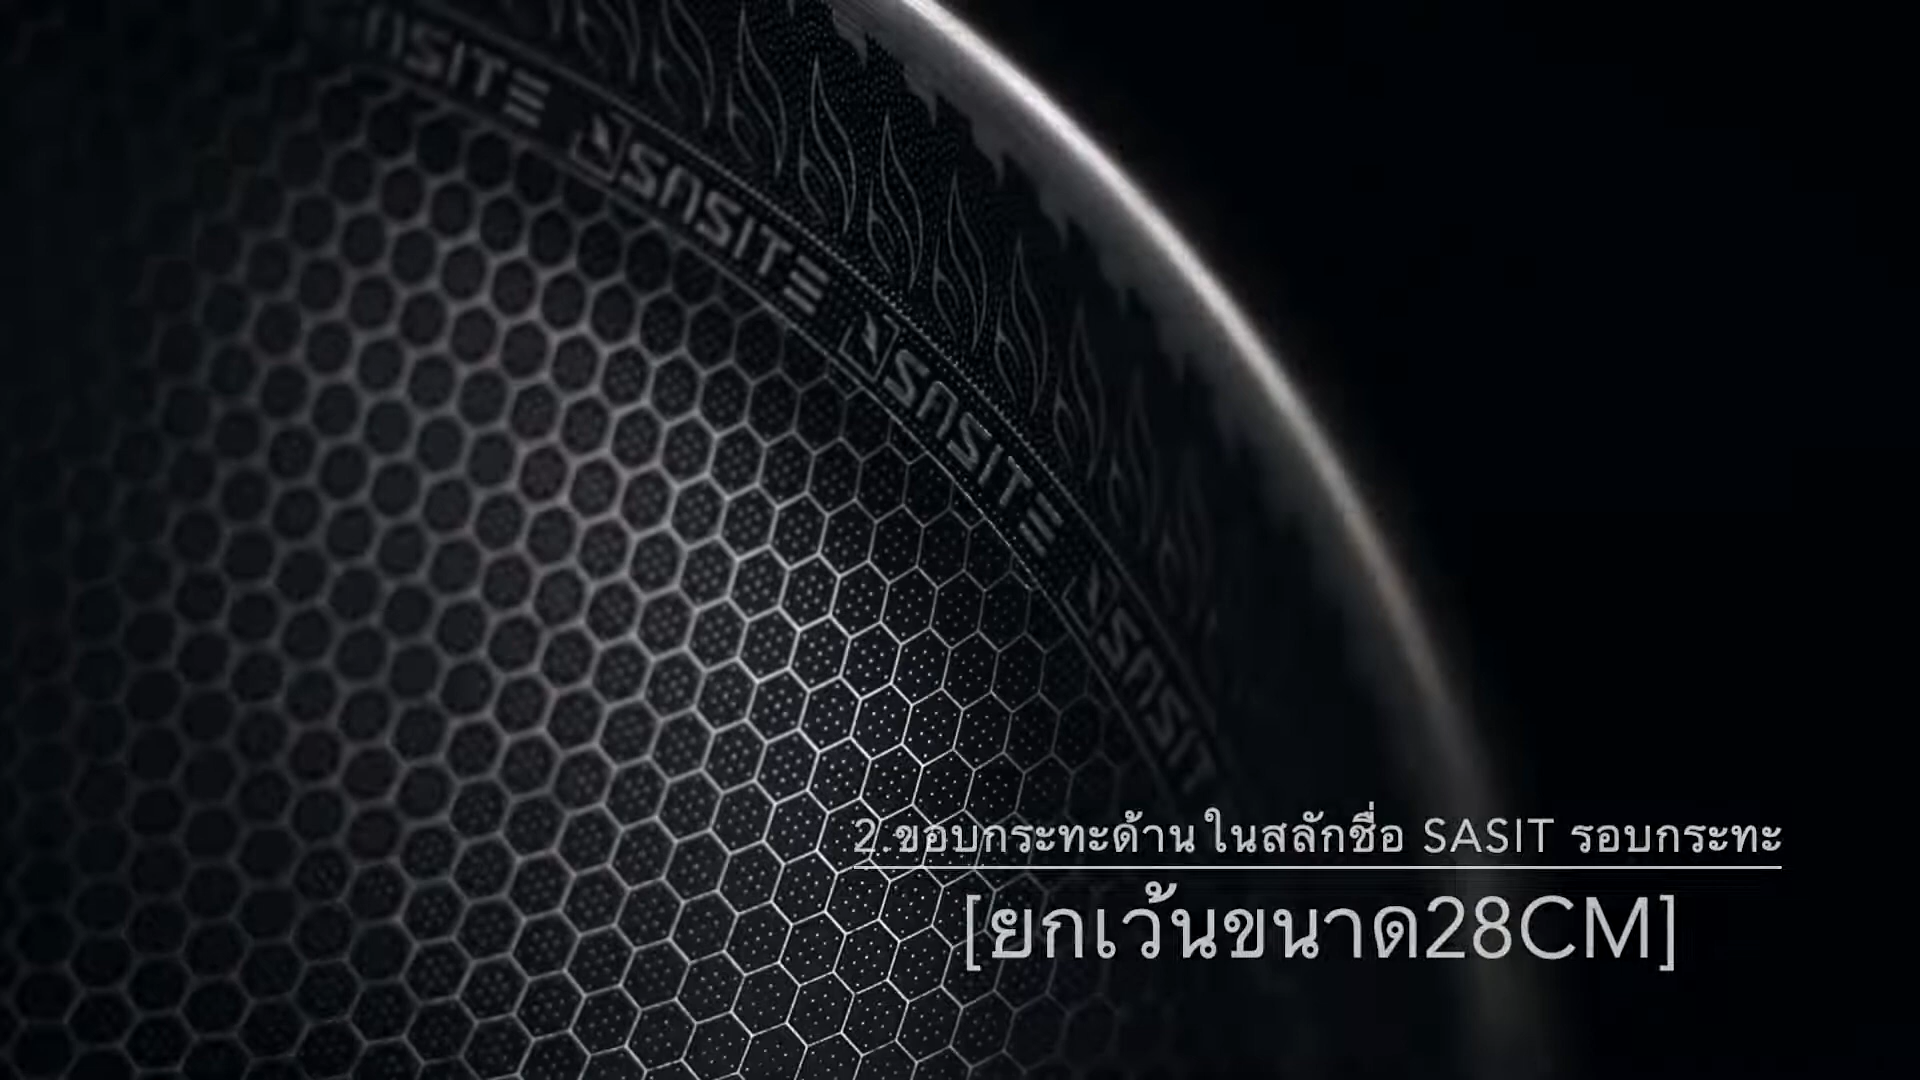 SITE
SASITE
SASITE
SASIT
2.ขอบกระทะด้านในสลักชื่อ SASIT รอบกระทะ
[ยกเว้นขนาด28CM]